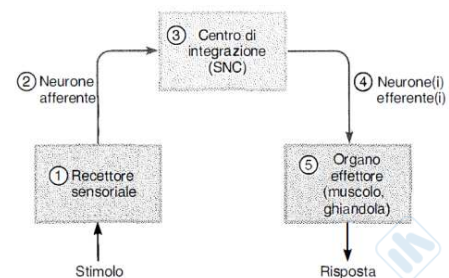 ③ Centro di
integrazione
(SNC)
② Neurone
afferente
④ Neurone(i)
efferente(i)
① Recettore
sensoriale
⑤ Organo
effettore
(muscolo,
ghiandola)
Stimolo
Risposta